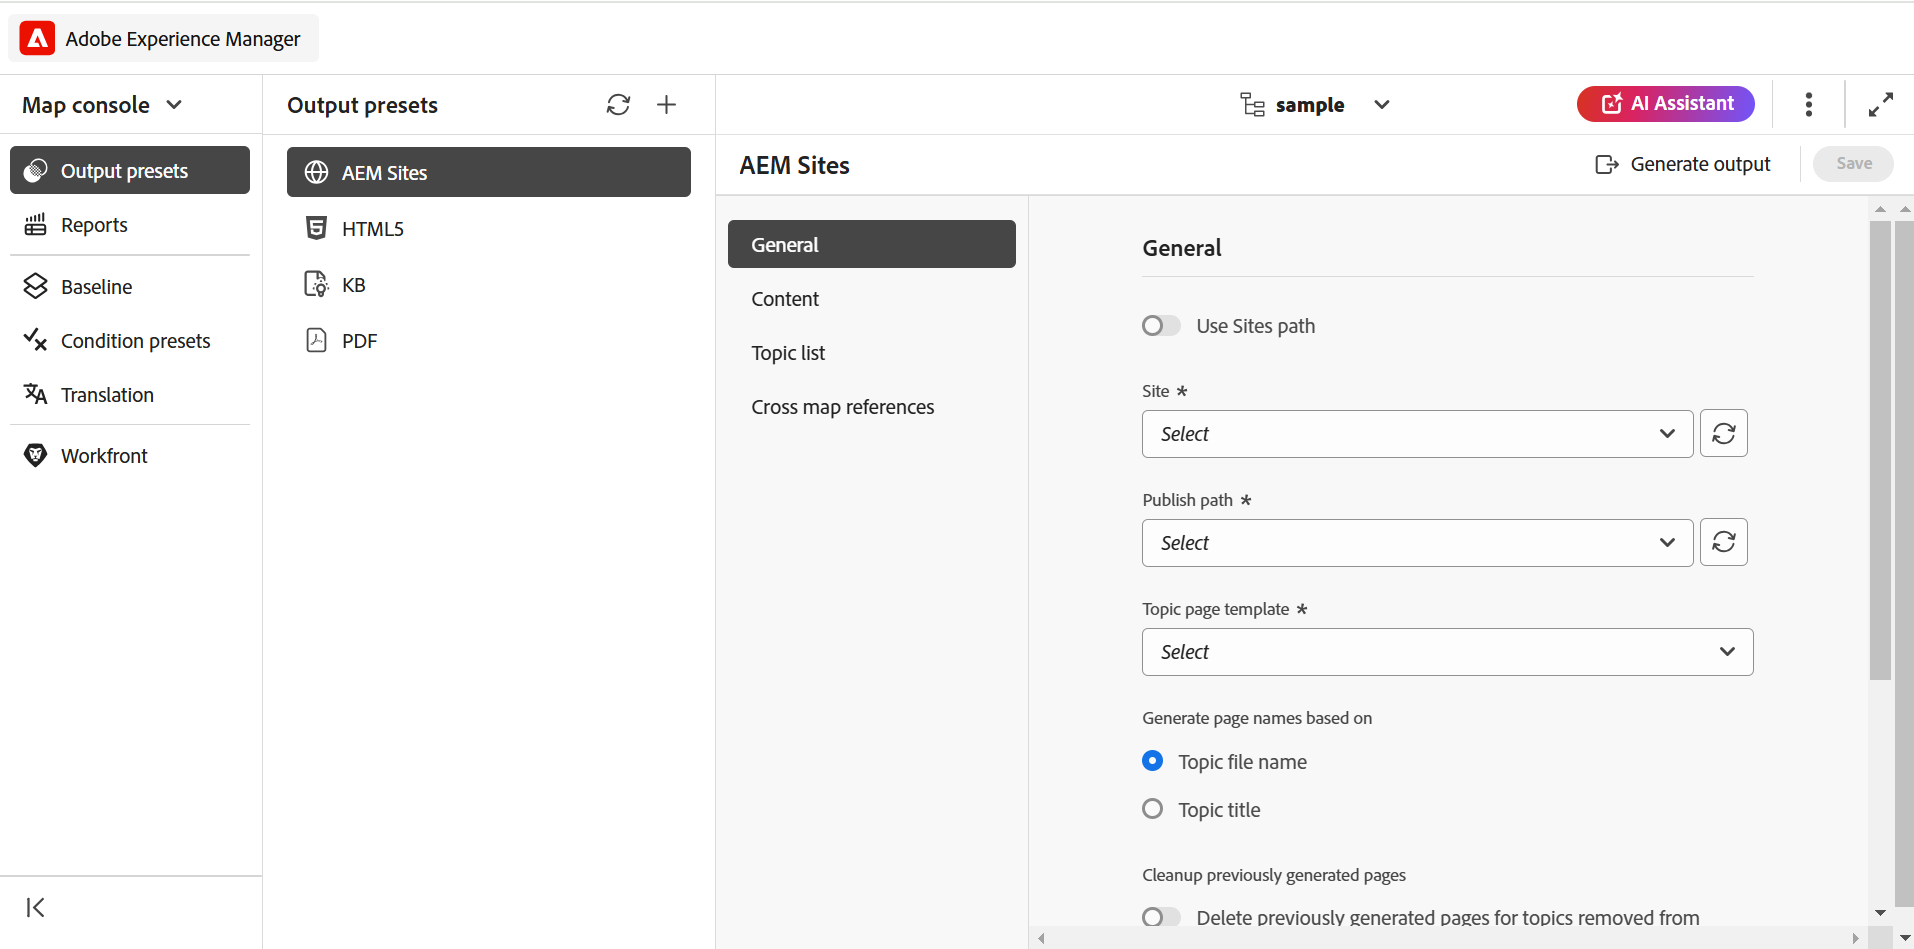 Adobe Experience Manager
Map console
Output presets
Reports
Baseline
Condition presets
Translation
Workfront
Output presets
AEM Sites
HTML5
KB
PDF
sample
AI Assistant
AEM Sites
Generate output
Save
General
Content
Topic list
Cross map references
General
Use Sites path
Site *
Select
Publish path *
Select
Topic page template *
Select
Generate page names based on
Topic file name
Topic title
Cleanup previously generated pages
Delete previously generated pages for topics removed from